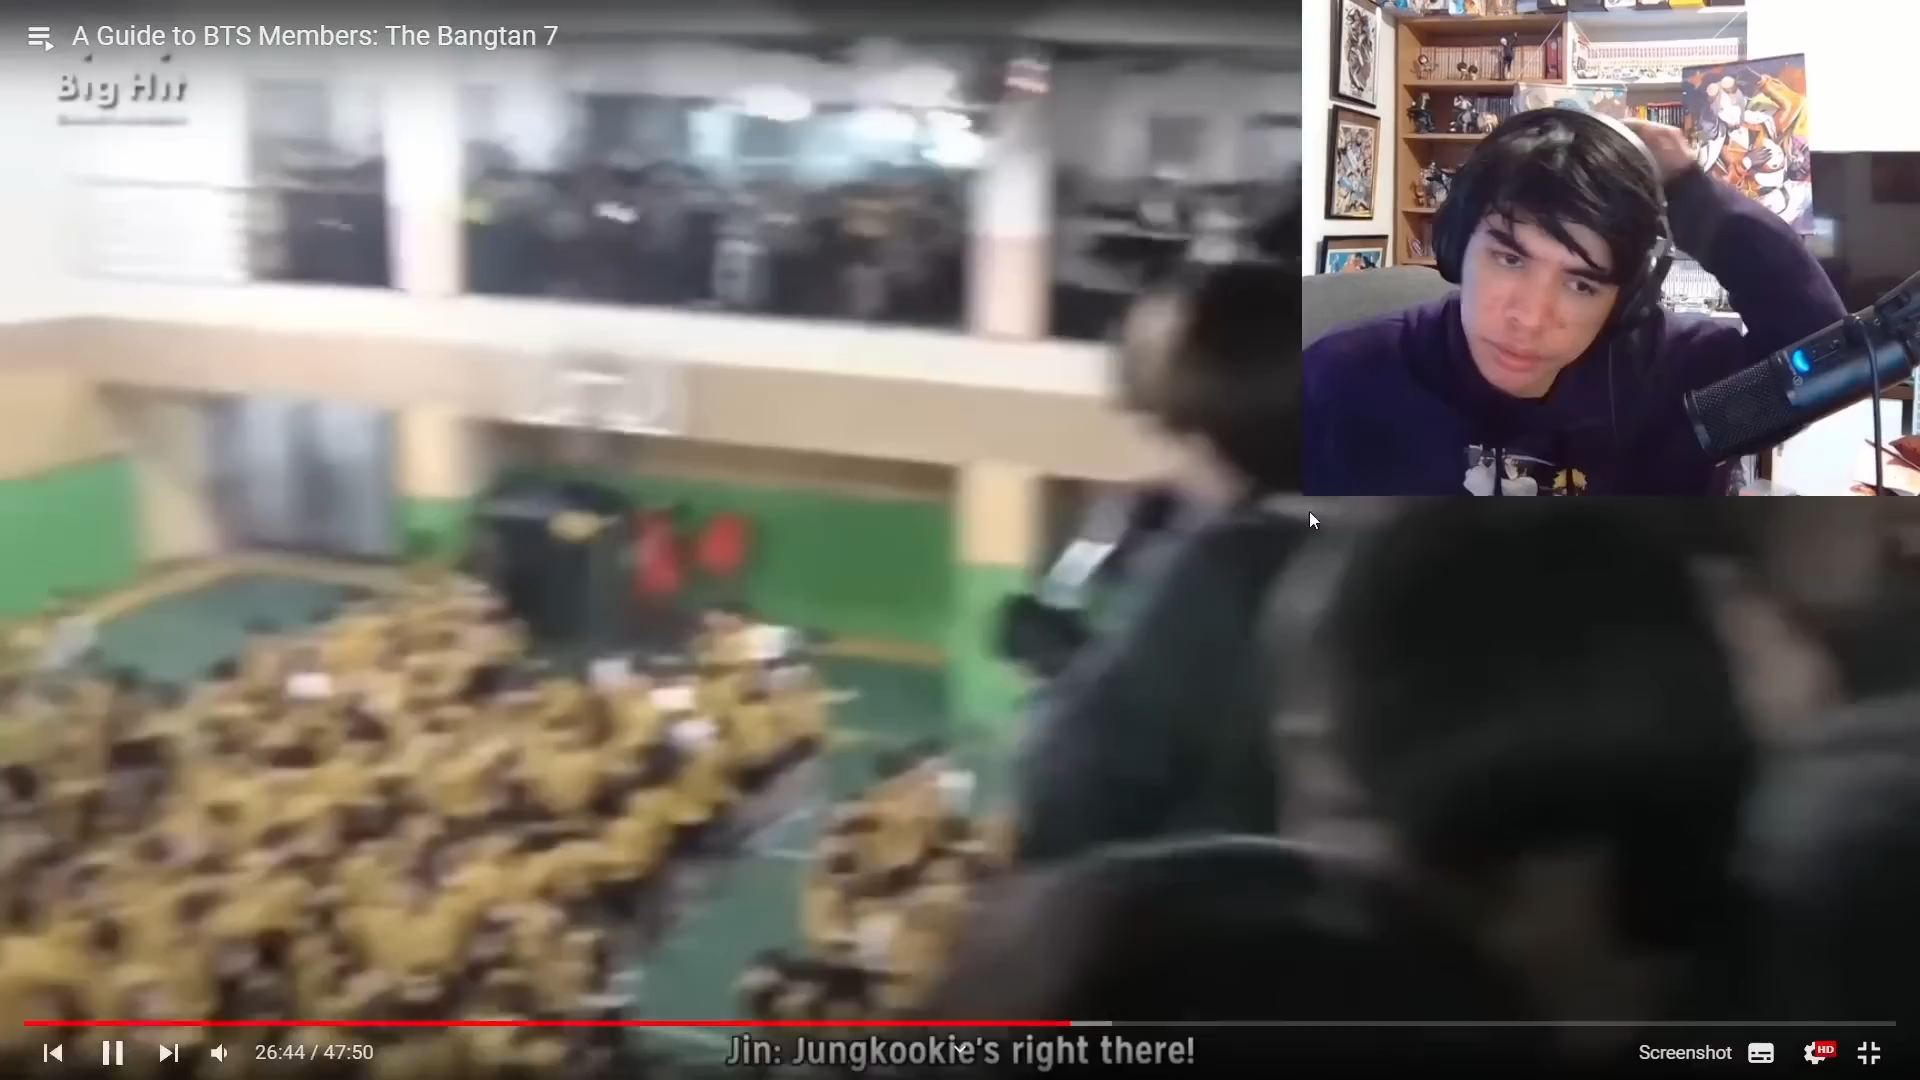 A Guide to BTS Members: The Bangtan 7
Big Hit
Jin: Jungkookie's right there!
26:44 / 47:50
Screenshot
HD